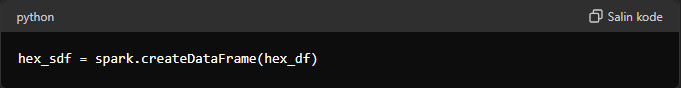 python
Salin kode
hex_sdf = spark.createDataFrame(hex_df)